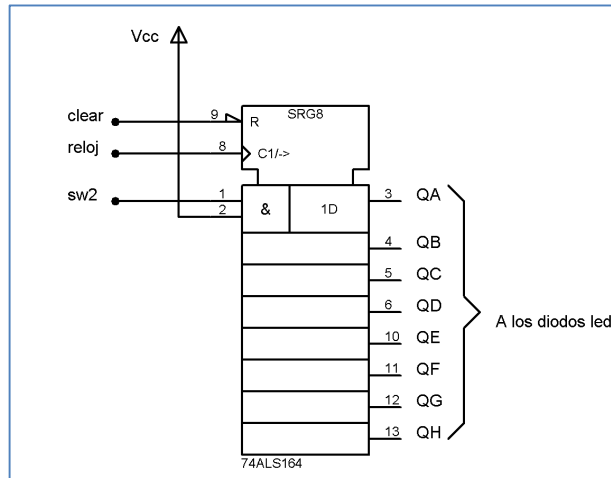 Vcc
clear 9 R SRG8
reloj 8 C1/->
sw2 1 & 1D 3 QA
2
4 QB
5 QC
6 QD
10 QE
A los diodos led
11 QF
12 QG
13 QH
74ALS164